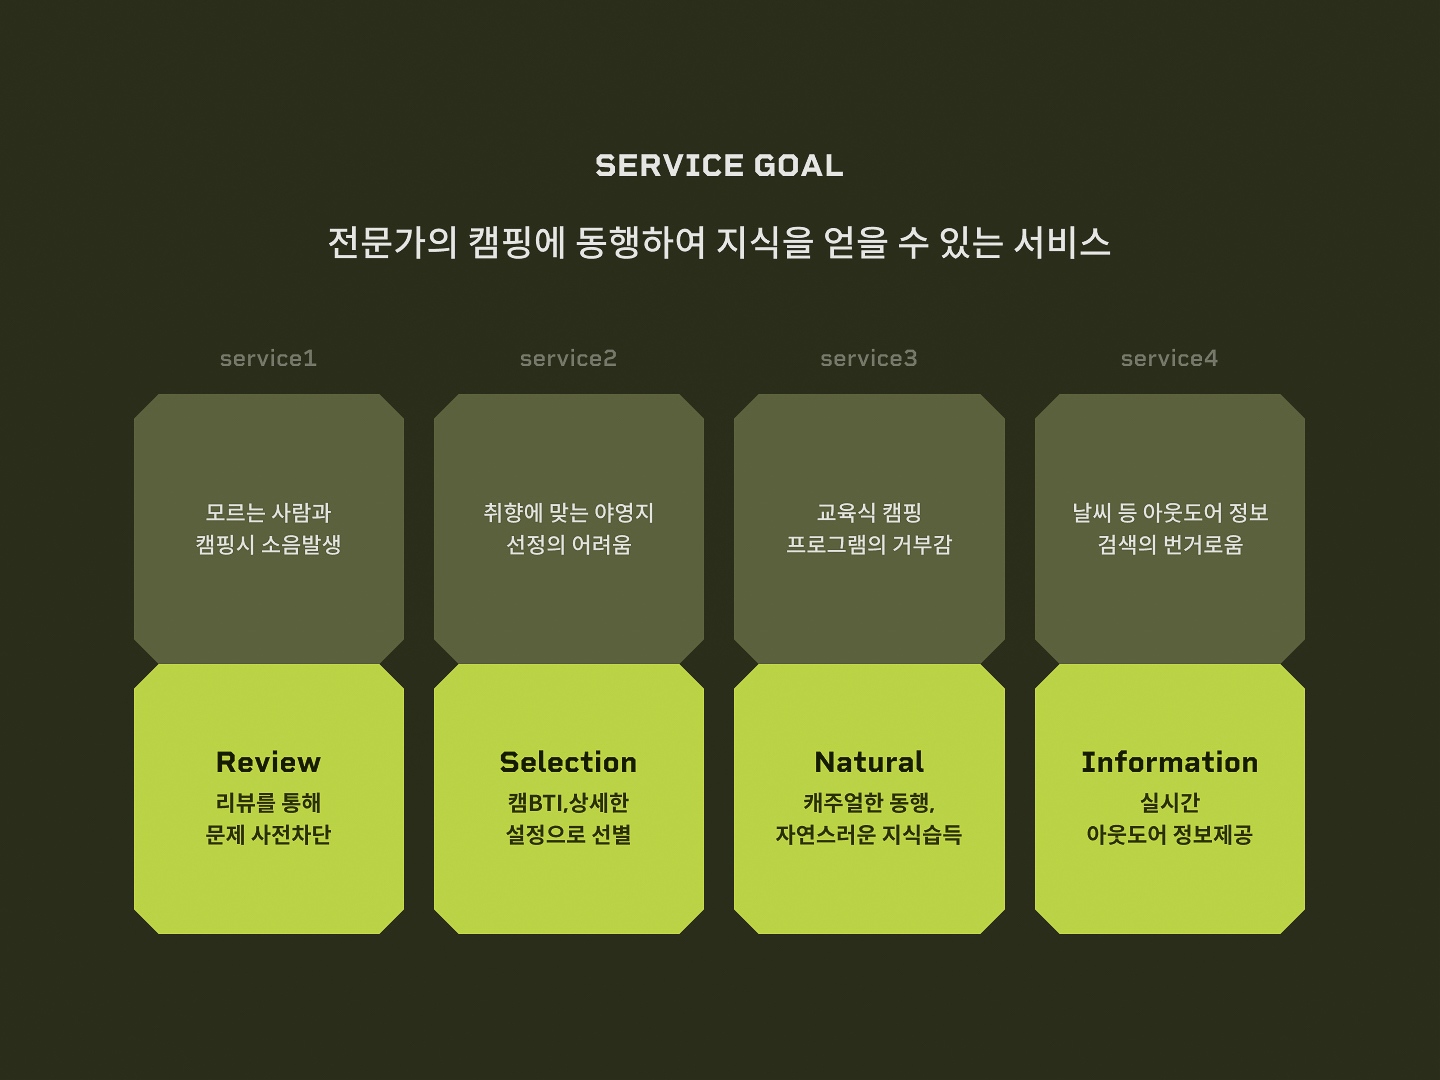 SERVICE GOAL
전문가의 캠핑에 동행하여 지식을 얻을 수 있는 서비스
service1
service2
service3
service4
모르는 사람과
캠핑시 소음발생
취향에 맞는 야영지
선정의 어려움
교육식 캠핑
프로그램의 거부감
날씨 등 아웃도어 정보
검색의 번거로움
Review
리뷰를 통해
문제 사전차단
Selection
캠BTI,상세한
설정으로 선별
Natural
캐주얼한 동행,
자연스러운 지식습득
Information
실시간
아웃도어 정보제공